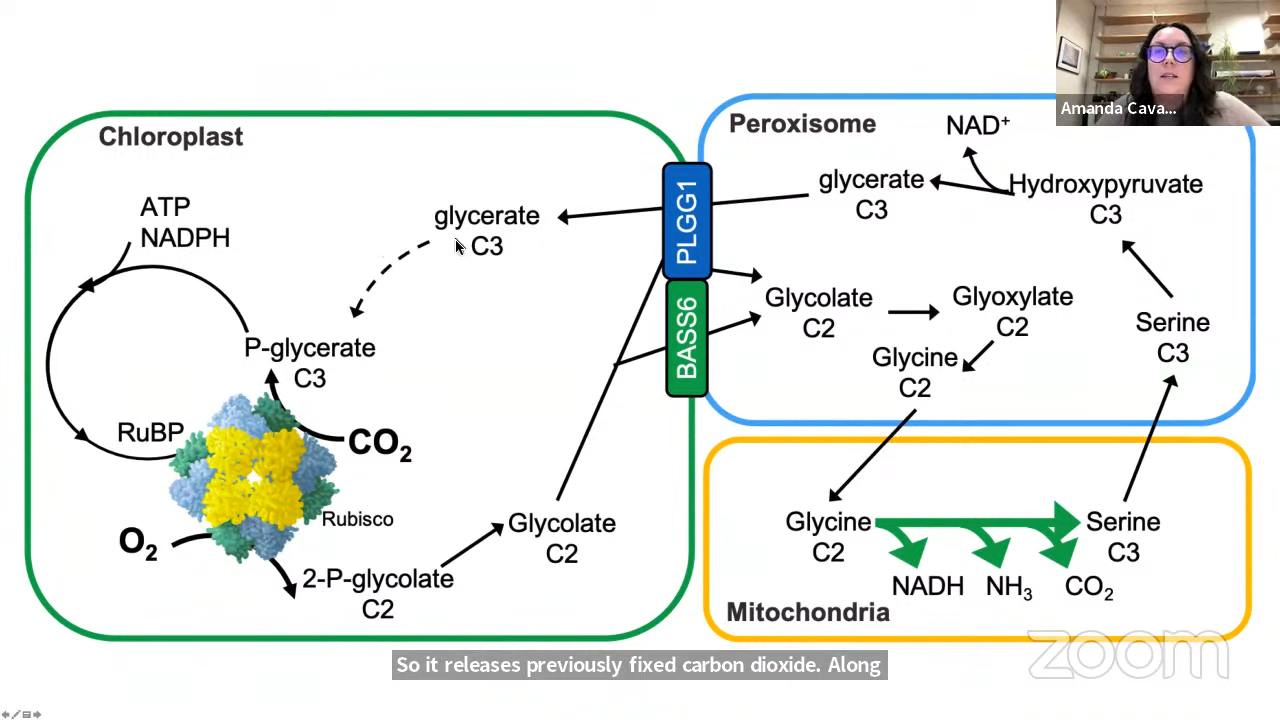 Amanda Cava...
Chloroplast
Peroxisome
NAD⁺
ATP
NADPH
glycerate
C3
PLGG1
glycerate
C3
Hydroxypyruvate
C3
BASS6
Glycolate
C2
Glyoxylate
C2
Glycine
C2
Serine
C3
P-glycerate
C3
RuBP
CO₂
Rubisco
O₂
2-P-glycolate
C2
Glycolate
C2
Glycine
C2
Serine
C3
NADH
NH₃
CO₂
Mitochondria
zoom
So it releases previously fixed carbon dioxide. Along